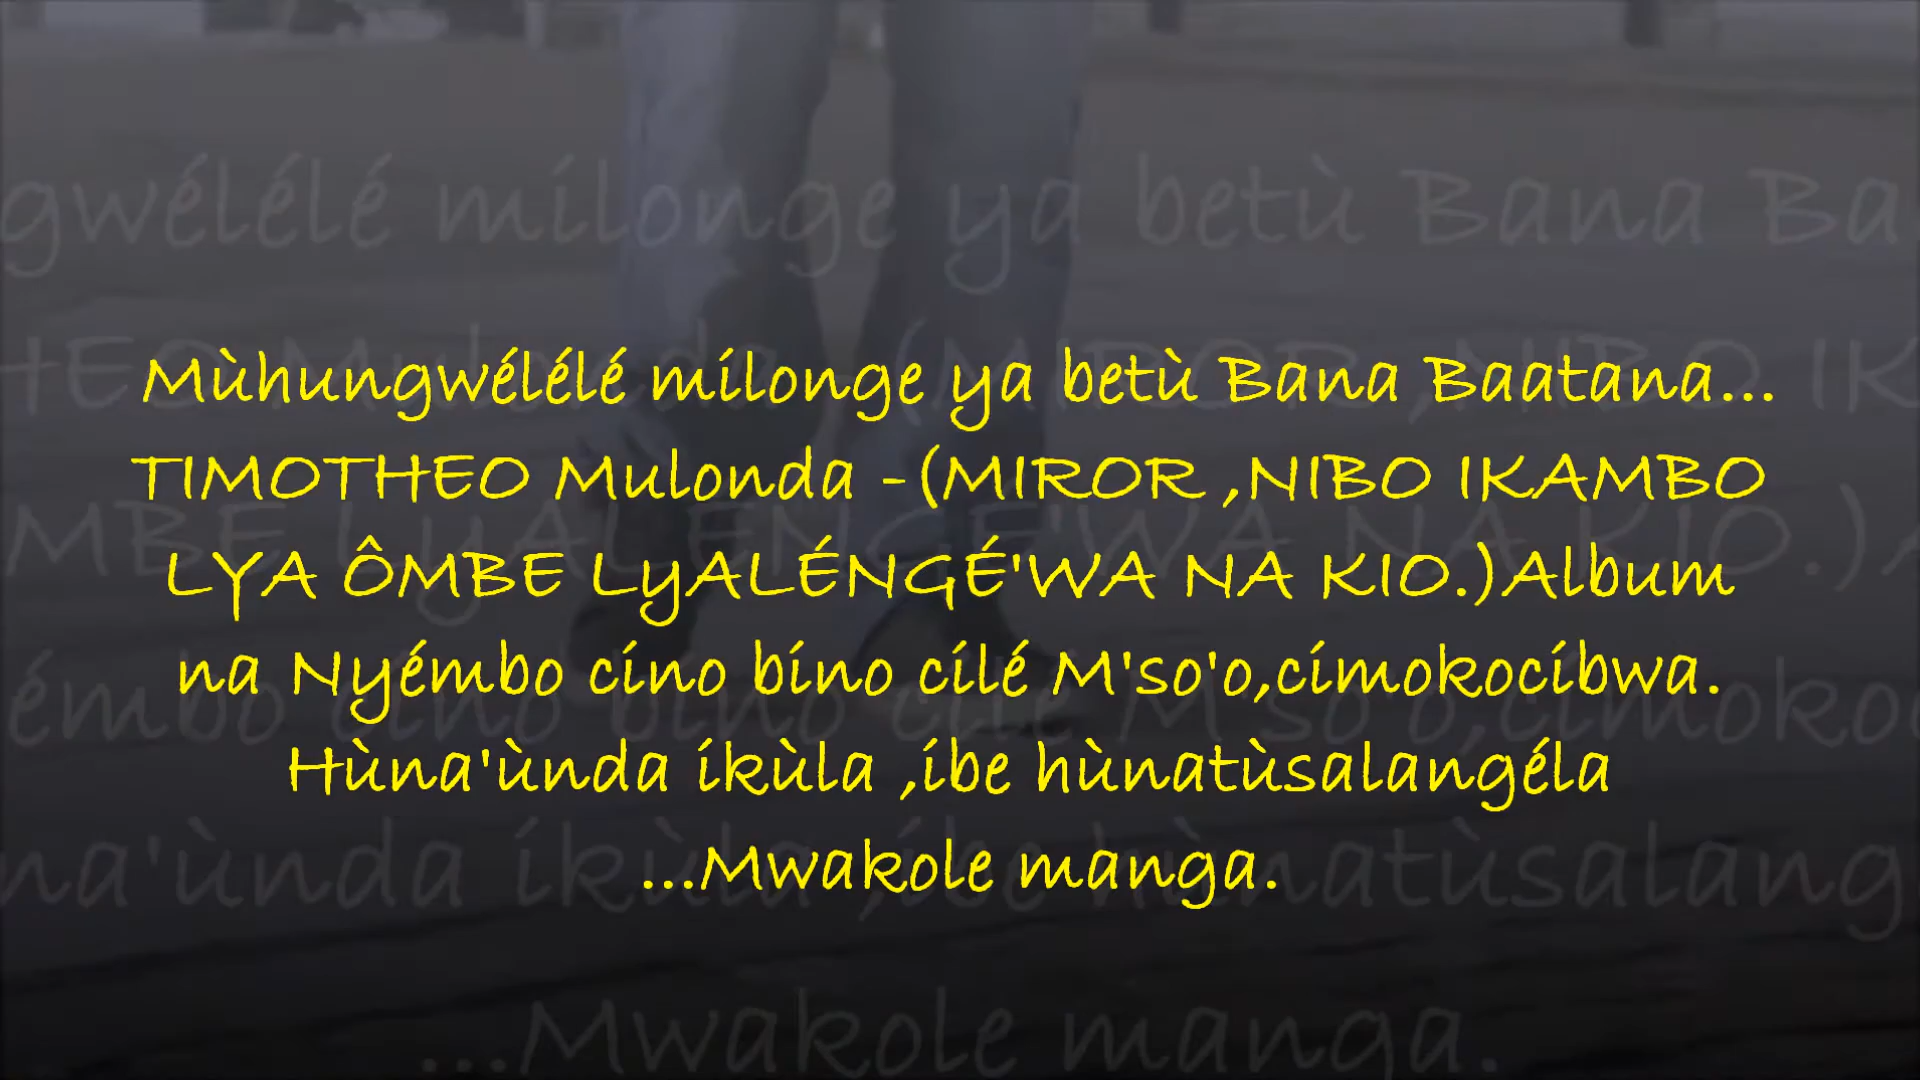 Mùhungwélélé milonge ya betù Bana Baatana...
TIMOTHEO Mulonda -(MIROR ,NIBO IKAMBO
LYA ÔMBE LyALÉNGÉ'WA NA KIO.)Album
na Nyémbo cino bino cilé M'so'o,cimokocibwa.
Hùna'ùnda ikùla ,ibe hùnatùsalangéla
...Mwakole manga.